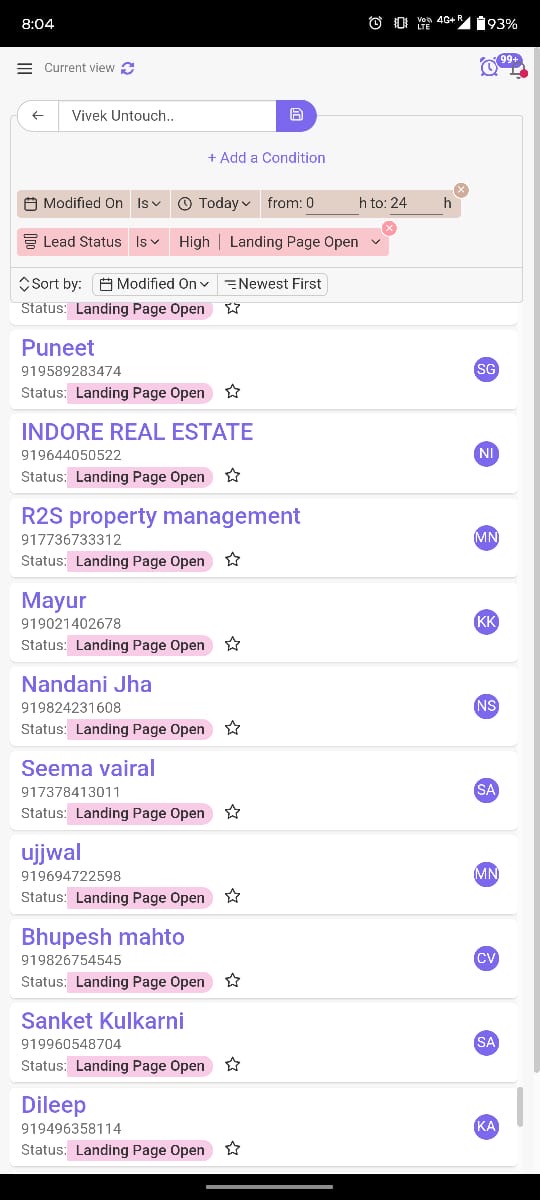 8:04 Vo)) LTE 4G+ R 93%
Current view 99+
Vivek Untouch..
+ Add a Condition
Modified On Is Today from: 0 h to: 24 h
Lead Status Is High Landing Page Open
Sort by: Modified On Newest First
Status: Landing Page Open
Puneet
919589283474 SG
Status: Landing Page Open
INDORE REAL ESTATE
919644050522 NI
Status: Landing Page Open
R2S property management
917736733312 MN
Status: Landing Page Open
Mayur
919021402678 KK
Status: Landing Page Open
Nandani Jha
919824231608 NS
Status: Landing Page Open
Seema vairal
917378413011 SA
Status: Landing Page Open
ujjwal
919694722598 MN
Status: Landing Page Open
Bhupesh mahto
919826754545 CV
Status: Landing Page Open
Sanket Kulkarni
919960548704 SA
Status: Landing Page Open
Dileep
919496358114 KA
Status: Landing Page Open